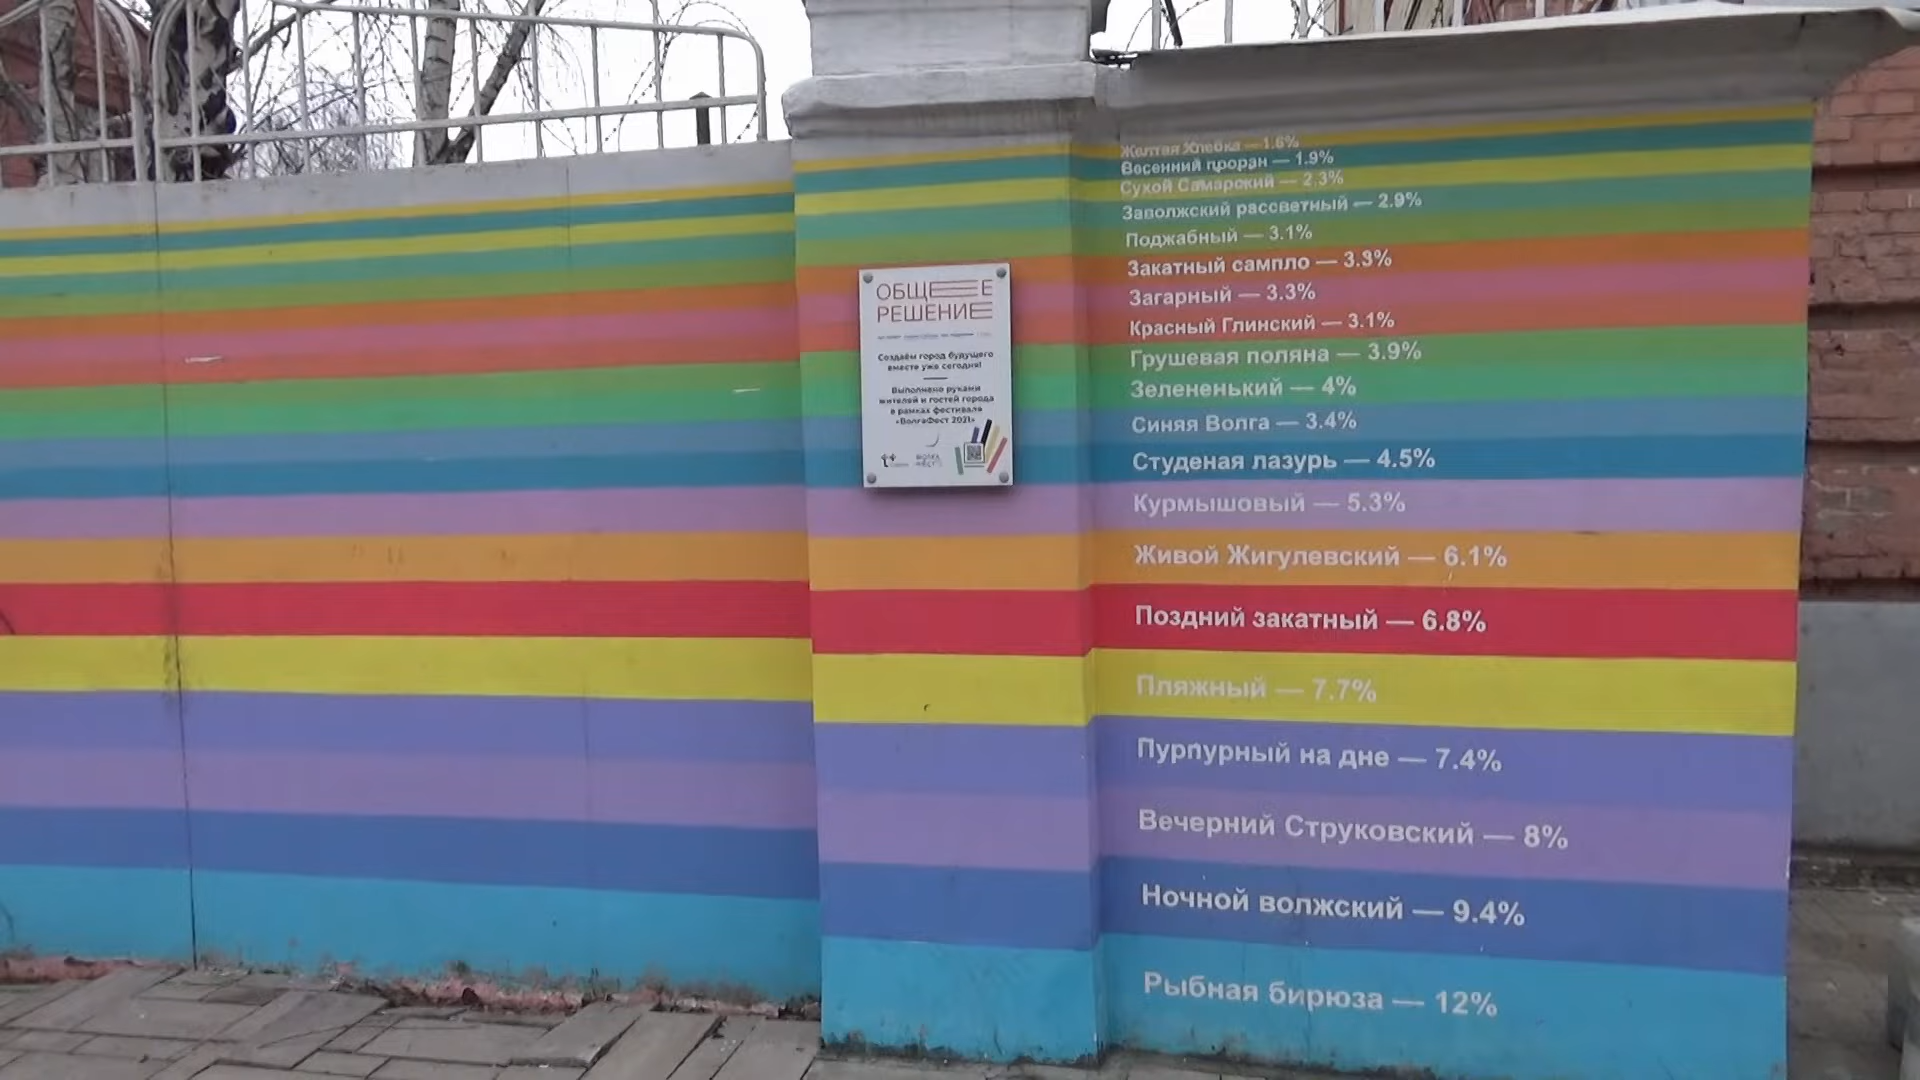 Желтая Хлебка — 1.6%
Весенний проран — 1.9%
Сухой Самарский — 2.3%
Заволжский рассветный — 2.9%
Поджабный — 3.1%
Закатный сампло — 3.3%
Загарный — 3.3%
Красный Глинский — 3.1%
Грушевая поляна — 3.9%
Зелененький — 4%
Синяя Волга — 3.4%
Студеная лазурь — 4.5%
Курмышовый — 5.3%
Живой Жигулевский — 6.1%
Поздний закатный — 6.8%
Пляжный — 7.7%
Пурпурный на дне — 7.4%
Вечерний Струковский — 8%
Ночной волжский — 9.4%
Рыбная бирюза — 12%
ОБЩЕЕ
РЕШЕНИЕ
Создаём город будущего
вместе уже сегодня!
Выполнено руками
жителей и гостей города
в рамках фестиваля
«ВолгаФест 2021»
ВОЛГА
ФЕСТ